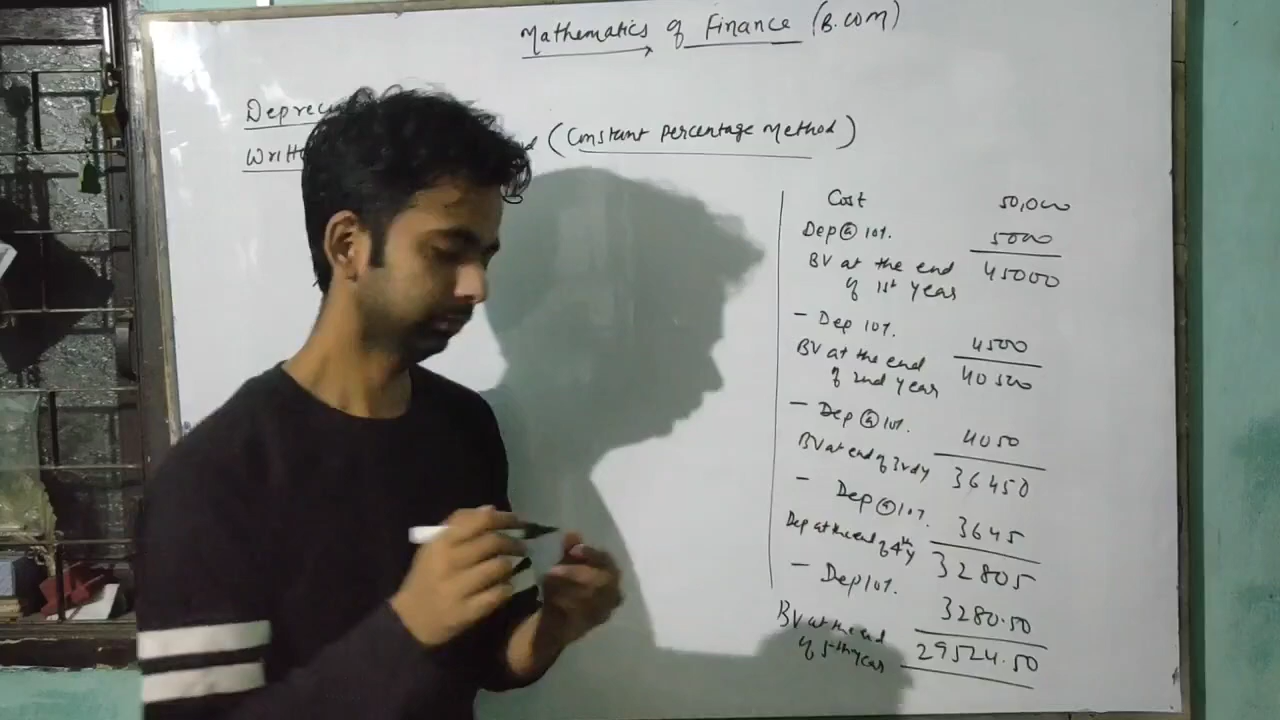 Mathematics of Finance (B.COM)
(Constant Percentage Method)
Cost 50,000
Dep @ 10%. 5000
BV at the end 45000
of 1st year
- Dep 10%. 4500
BV at the end 40500
of 2nd year
- Dep @ 10%. 4050
BV at end of 3rd y 36450
- Dep @ 10%. 3645
Dep at the end of 4th y 32805
- Dep 10%. 3280.50
BV at the end 29524.50
of 5th year